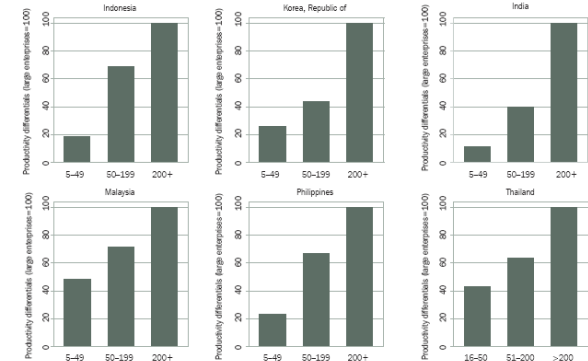 Indonesia
Productivity differentials (large enterprises=100)
100
80
60
40
20
0
5–49 50–199 200+
Korea, Republic of
Productivity differentials (large enterprises=100)
100
80
60
40
20
0
5–49 50–199 200+
India
Productivity differentials (large enterprises=100)
100
80
60
40
20
0
5–49 50–199 200+
Malaysia
Productivity differentials (large enterprises=100)
100
80
60
40
20
0
5–49 50–199 200+
Philippines
Productivity differentials (large enterprises=100)
100
80
60
40
20
0
5–49 50–199 200+
Thailand
Productivity differentials (large enterprises=100)
100
80
60
40
20
0
16–50 51–200 >200